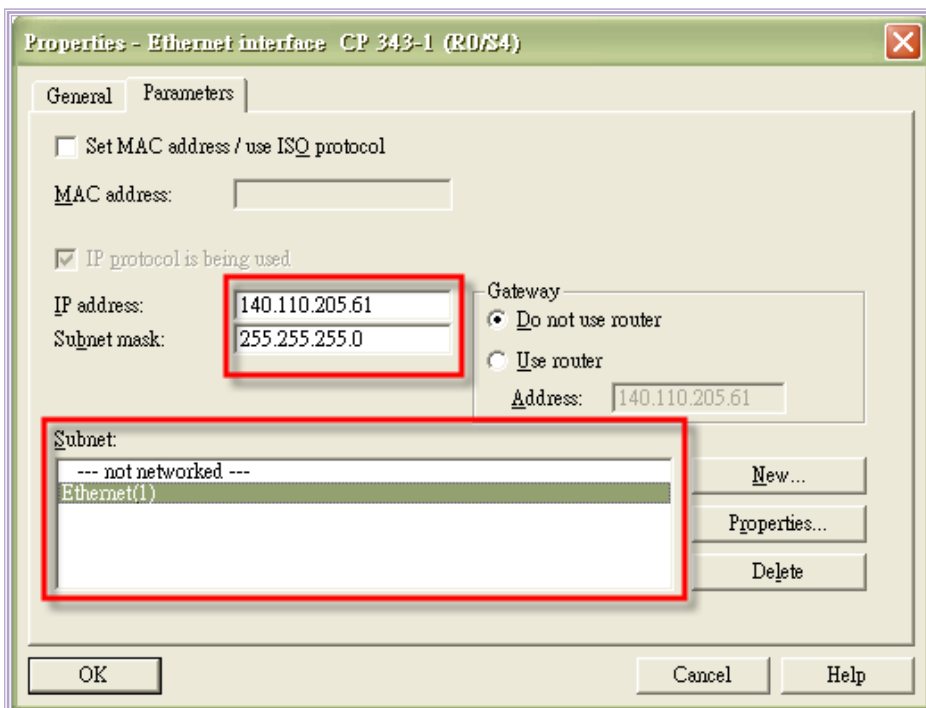 Properties - Ethernet interface CP 343-1 (R0/S4)
General Parameters
Set MAC address / use ISO protocol
MAC address:
IP protocol is being used
IP address: 140.110.205.61
Subnet mask: 255.255.255.0
Gateway
Do not use router
Use router
Address: 140.110.205.61
Subnet:
--- not networked ---
Ethernet(1)
New...
Properties...
Delete
OK Cancel Help